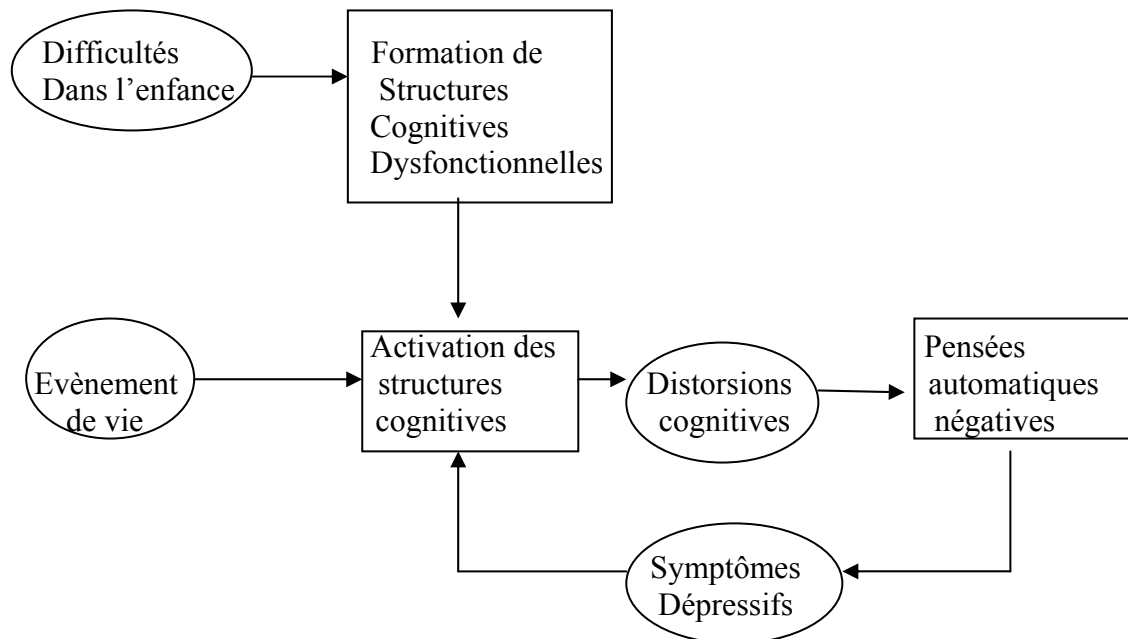 Difficultés
Dans l’enfance
Formation de
Structures
Cognitives
Dysfonctionnelles
Evènement
de vie
Activation des
structures
cognitives
Distorsions
cognitives
Pensées
automatiques
négatives
Symptômes
Dépressifs